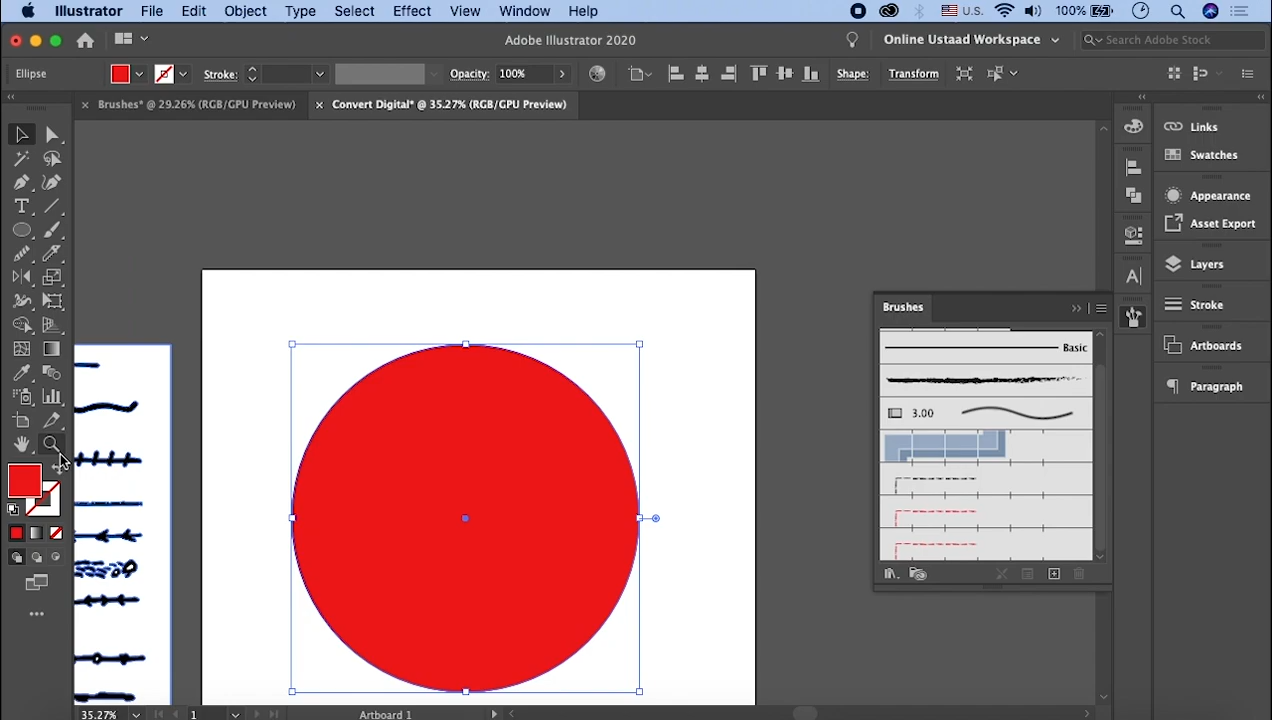 Illustrator File Edit Object Type Select Effect View Window Help U.S. 100%
Adobe Illustrator 2020 Online Ustaad Workspace Search Adobe Stock
Ellipse Stroke: Opacity: 100% Shape: Transform
Brushes* @ 29.26% (RGB/GPU Preview) Convert Digital* @ 35.27% (RGB/GPU Preview)
Links
Swatches
Appearance
Asset Export
Layers
Stroke
Artboards
Paragraph
Brushes
Basic
3.00
35.27% 1 Artboard 1